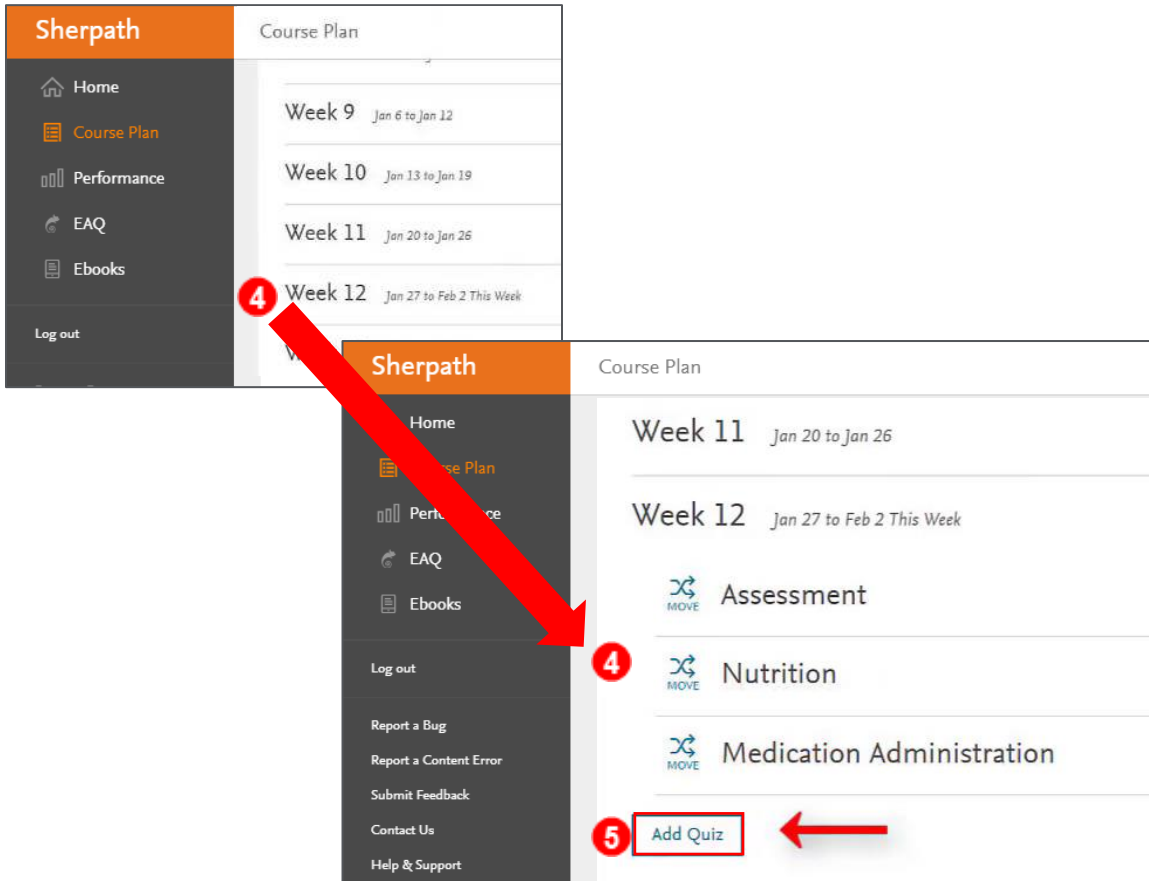 Sherpath
Course Plan
Home
Course Plan
Performance
EAQ
Ebooks
Log out
Week 9 Jan 6 to Jan 12
Week 10 Jan 13 to Jan 19
Week 11 Jan 20 to Jan 26
4 Week 12 Jan 27 to Feb 2 This Week
W
Sherpath
Course Plan
Home
Plan
EAQ
Ebooks
Log out
Report a Bug
Report a Content Error
Submit Feedback
Contact Us
Help & Support
Week 11 Jan 20 to Jan 26
Week 12 Jan 27 to Feb 2 This Week
MOVE Assessment
4 MOVE Nutrition
MOVE Medication Administration
5 Add Quiz